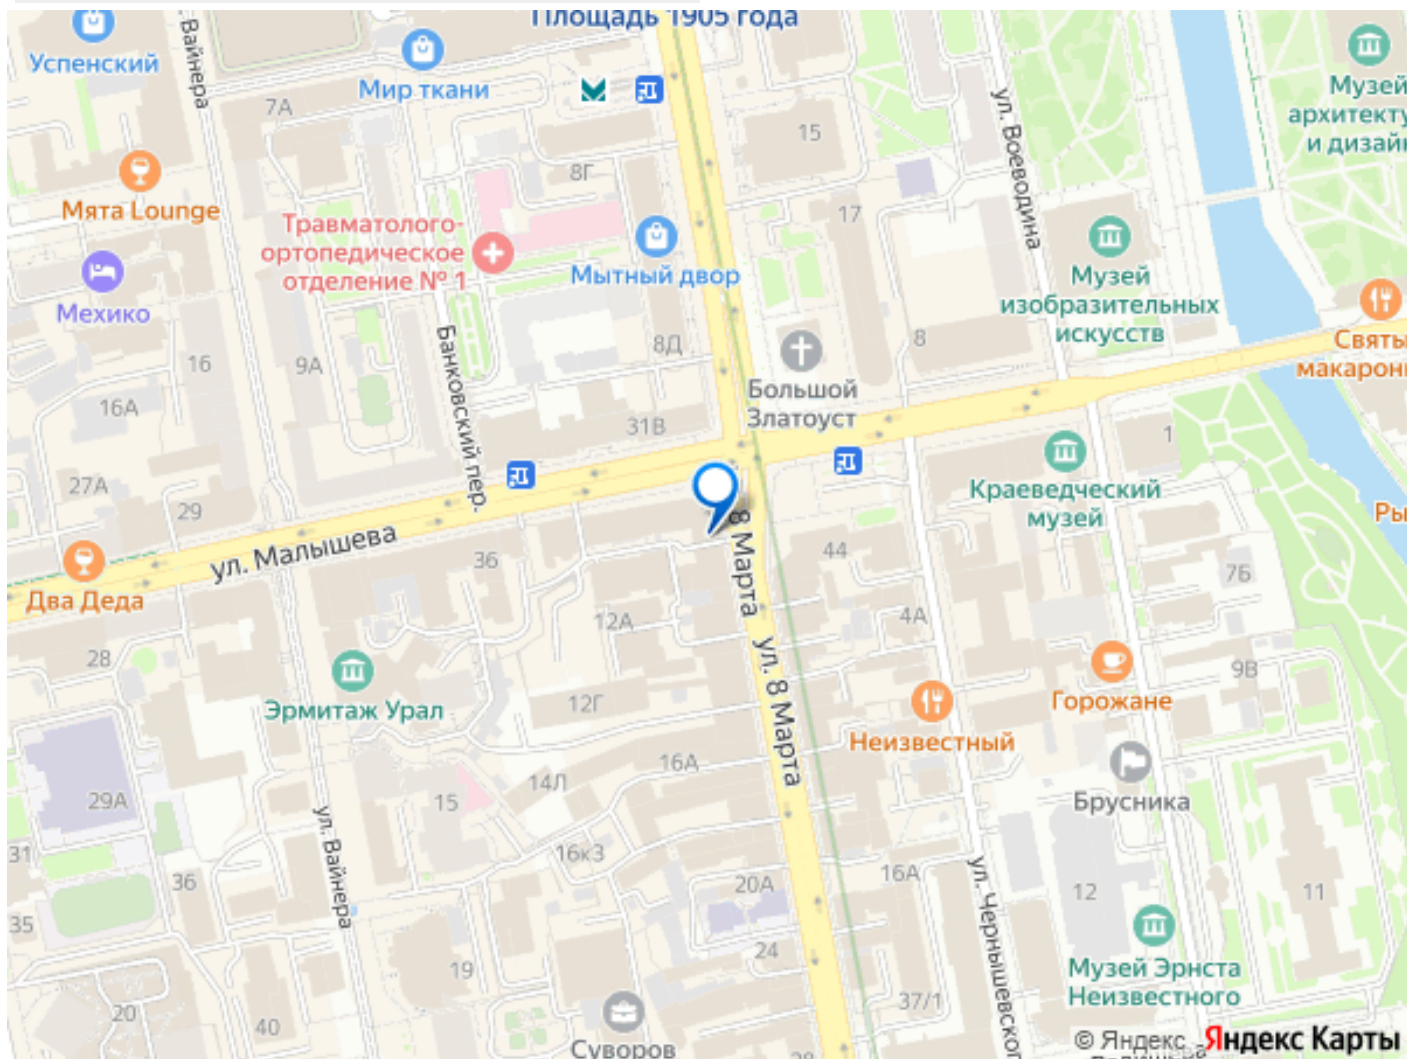 Площадь 1905 года
Успенский
ул. Вайнера
Мир ткани
7А
8Г
15
ул. Воеводина
Музей
архитекту
и дизайн
Мята Lounge
Травматолого-
ортопедическое
отделение № 1
17
Мытный двор
Музей
изобразительных
искусств
Мехико
16
9А
Банковский пер.
8Д
8
Большой
Златоуст
Святы
макарон
16А
31В
1
27А
29
Краеведческий
музей
Ры
ул. Малышева
36
8 Марта
44
7Б
Два Деда
12А
4А
28
Эрмитаж Урал
12Г
ул. 8 Марта
Неизвестный
Горожане
9В
29А
15
14Л
16А
Брусника
31
ул. Вайнера
16к3
36
20А
16А
ул. Чернышевског
12
11
35
24
19
Музей Эрнста
Неизвестного
20
40
Суворов
37/1
© Яндекс
Яндекс Карты